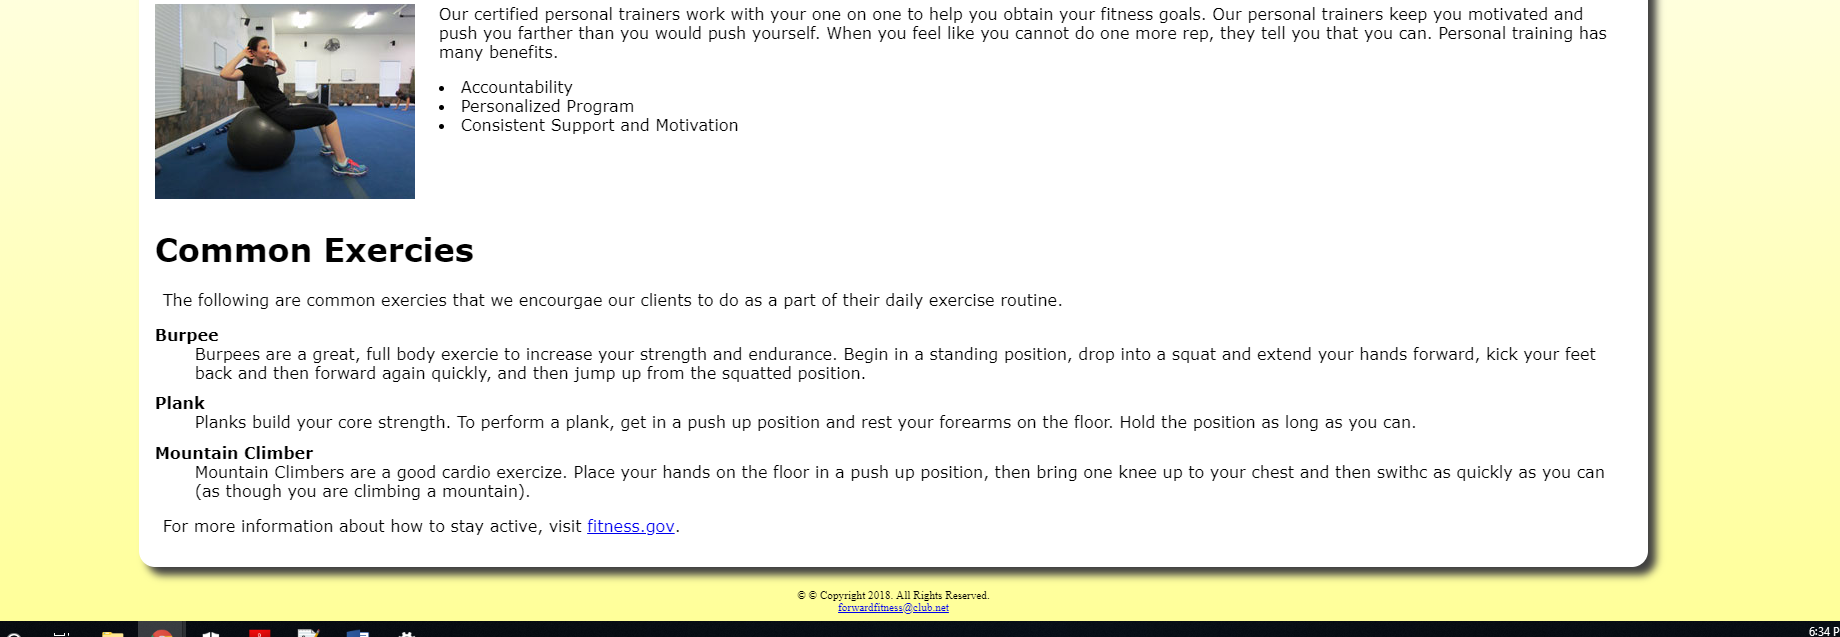 Our certified personal trainers work with your one on one to help you obtain your fitness goals. Our personal trainers keep you motivated and
push you farther than you would push yourself. When you feel like you cannot do one more rep, they tell you that you can. Personal training has
many benefits.
• Accountability
• Personalized Program
• Consistent Support and Motivation
Common Exercies
The following are common exercies that we encourgae our clients to do as a part of their daily exercise routine.
Burpee
Burpees are a great, full body exercie to increase your strength and endurance. Begin in a standing position, drop into a squat and extend your hands forward, kick your feet
back and then forward again quickly, and then jump up from the squatted position.
Plank
Planks build your core strength. To perform a plank, get in a push up position and rest your forearms on the floor. Hold the position as long as you can.
Mountain Climber
Mountain Climbers are a good cardio exercize. Place your hands on the floor in a push up position, then bring one knee up to your chest and then swithc as quickly as you can
(as though you are climbing a mountain).
For more information about how to stay active, visit fitness.gov.
© © Copyright 2018. All Rights Reserved.
forwardfitness@club.net
6:34 P